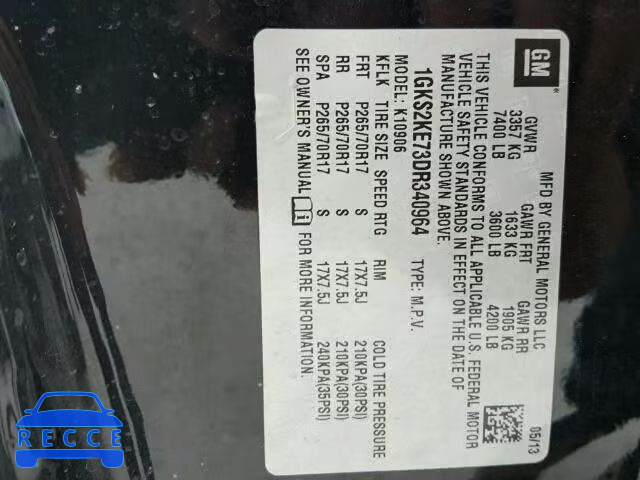 GM
MFD BY GENERAL MOTORS LLC
05/13
GVWR GAWR FRT GAWR RR
3357 KG 1633 KG 1905 KG
7400 LB 3600 LB 4200 LB
THIS VEHICLE CONFORMS TO ALL APPLICABLE U.S. FEDERAL MOTOR
VEHICLE SAFETY STANDARDS IN EFFECT ON THE DATE OF
MANUFACTURE SHOWN ABOVE.
1GKS2KE73DR340964 TYPE: M.P.V.
MODEL: K10906
KFLK TIRE SIZE SPEED RTG RIM COLD TIRE PRESSURE
FRT P265/70R17 S 17X7.5J 210KPA(30PSI)
RR P265/70R17 S 17X7.5J 210KPA(30PSI)
SPA P265/70R17 S 17X7.5J 240KPA(35PSI)
SEE OWNER'S MANUAL FOR MORE INFORMATION.
RECCE